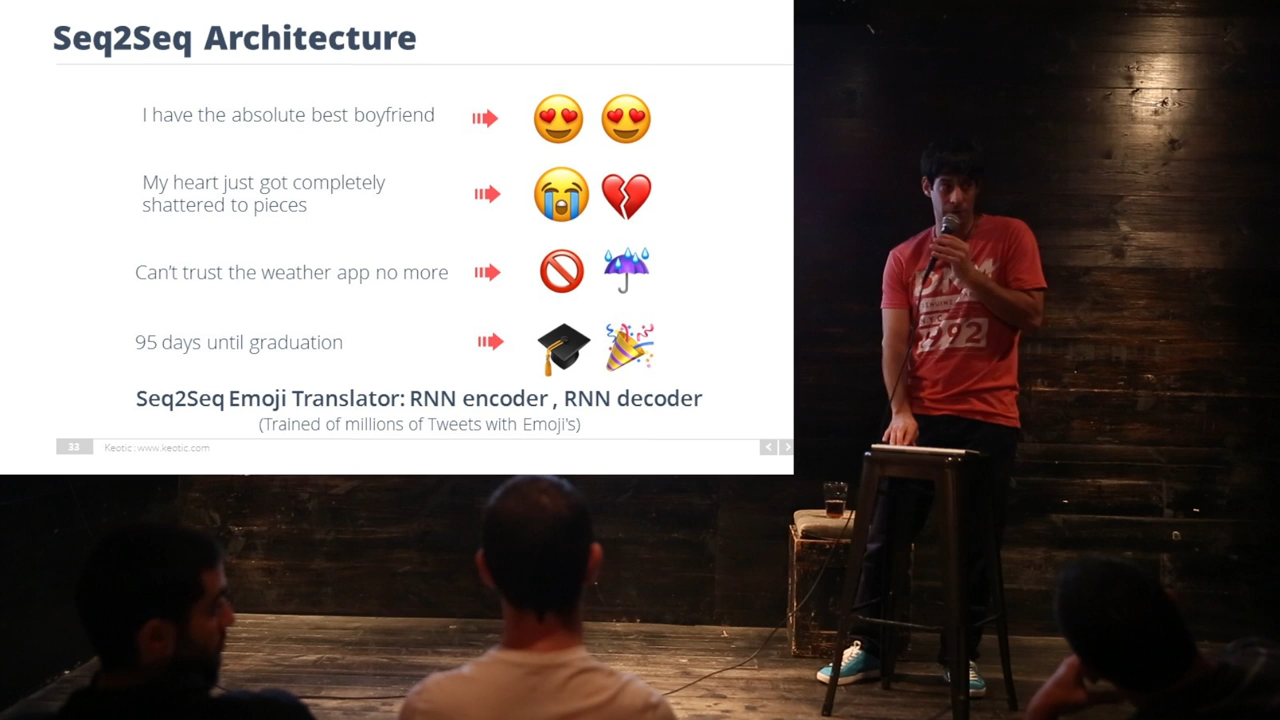 Seq2Seq Architecture
I have the absolute best boyfriend
My heart just got completely
shattered to pieces
Can't trust the weather app no more
95 days until graduation
Seq2Seq Emoji Translator: RNN encoder , RNN decoder
(Trained of millions of Tweets with Emoji's)
33
Keotic : www.keotic.com